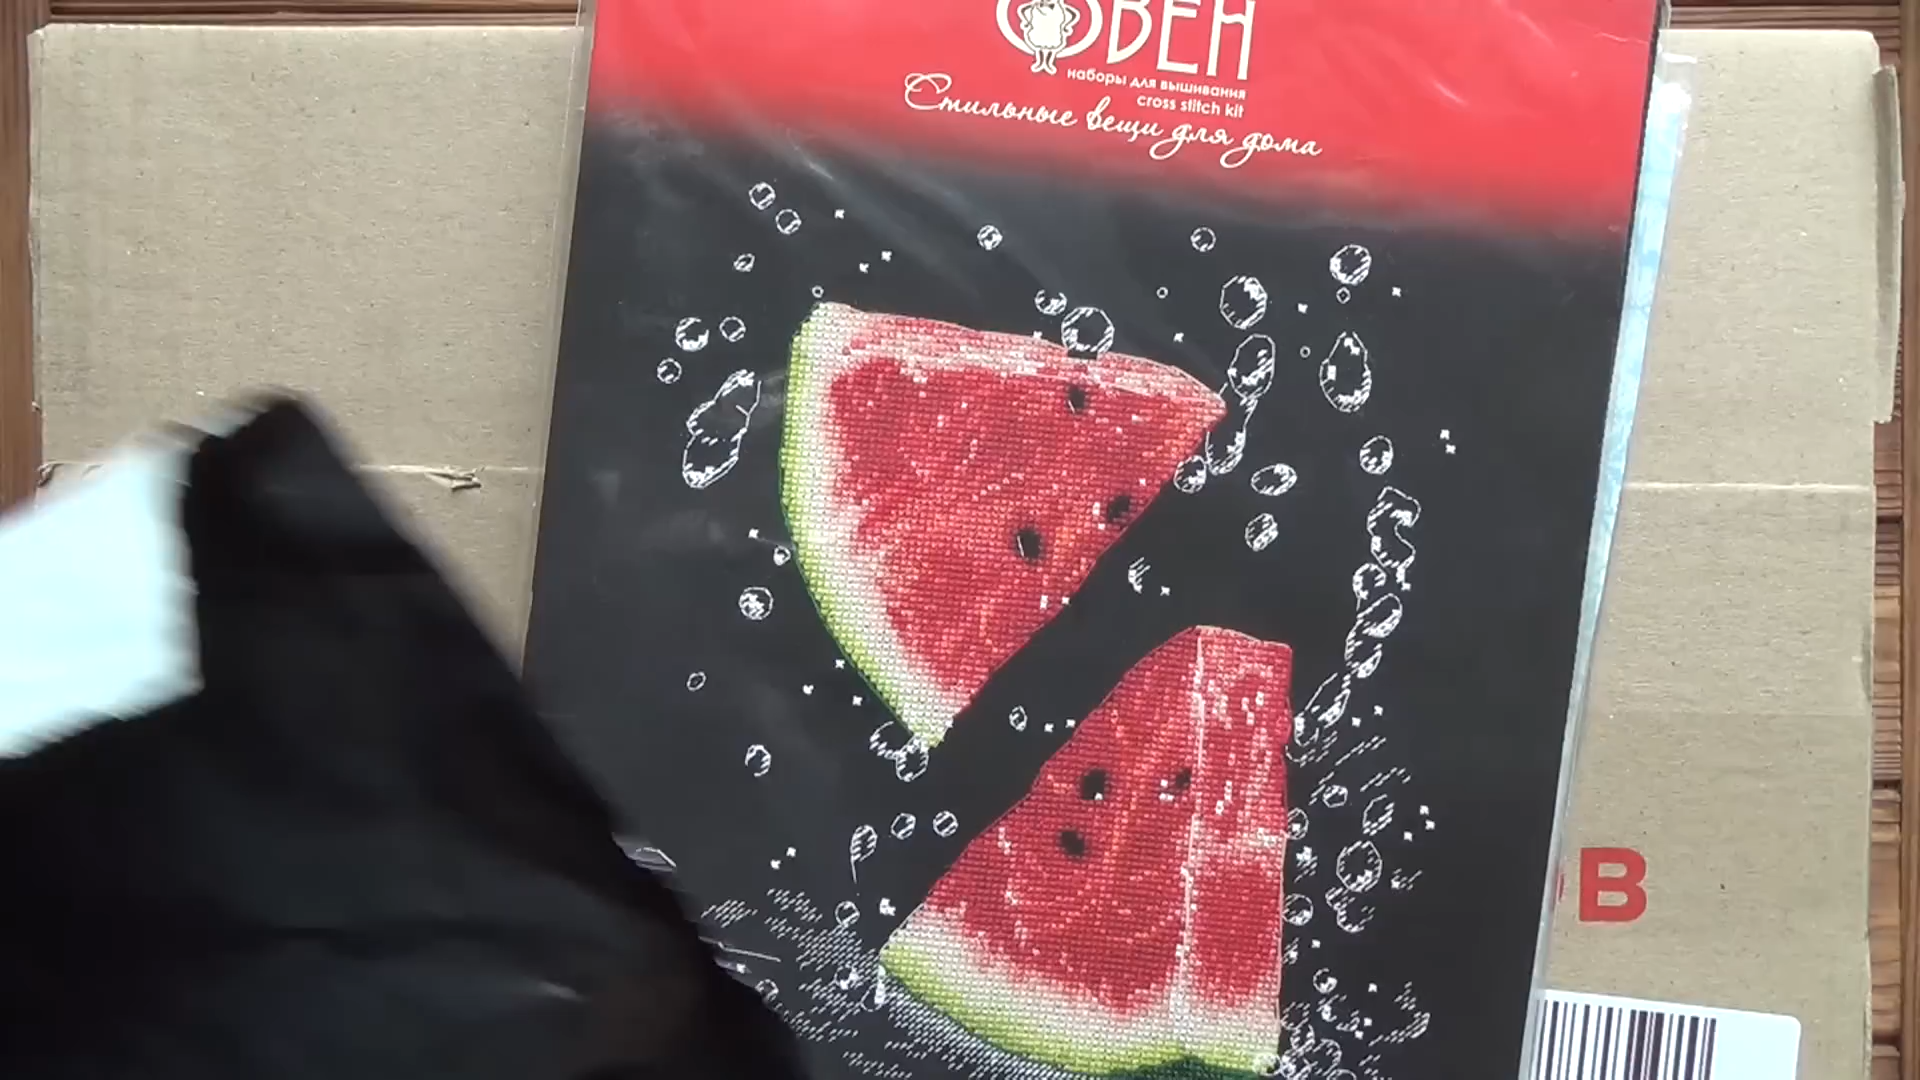 ОВЕН
наборы для вышивания
cross stitch kit
Стильные вещи для дома
В